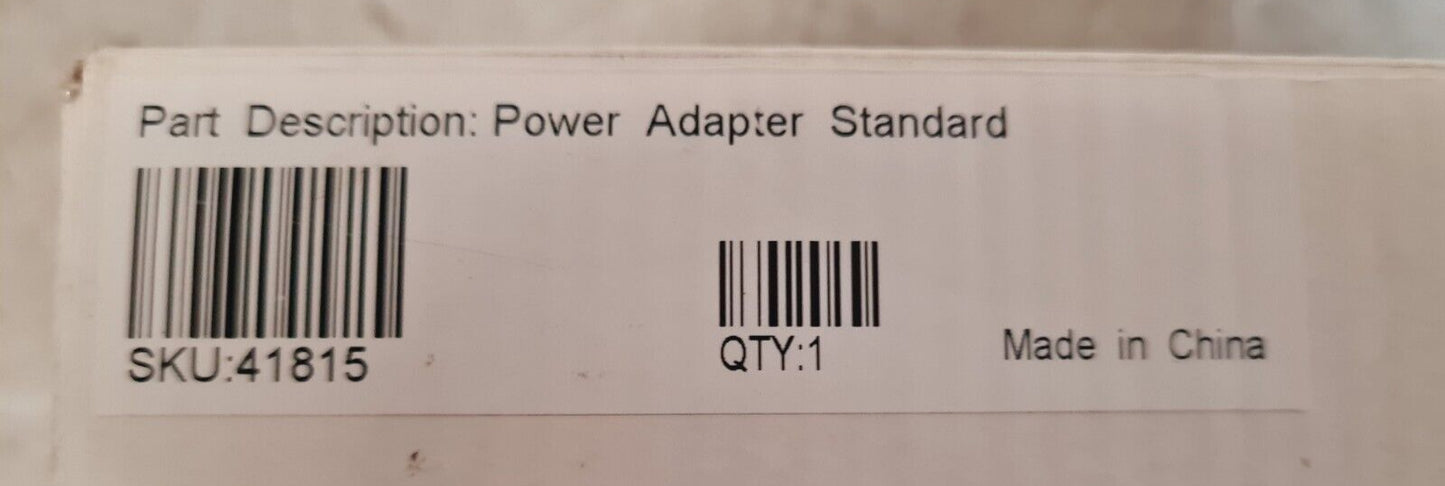 Part Description: Power Adapter Standard
SKU:41815
QTY:1
Made in China